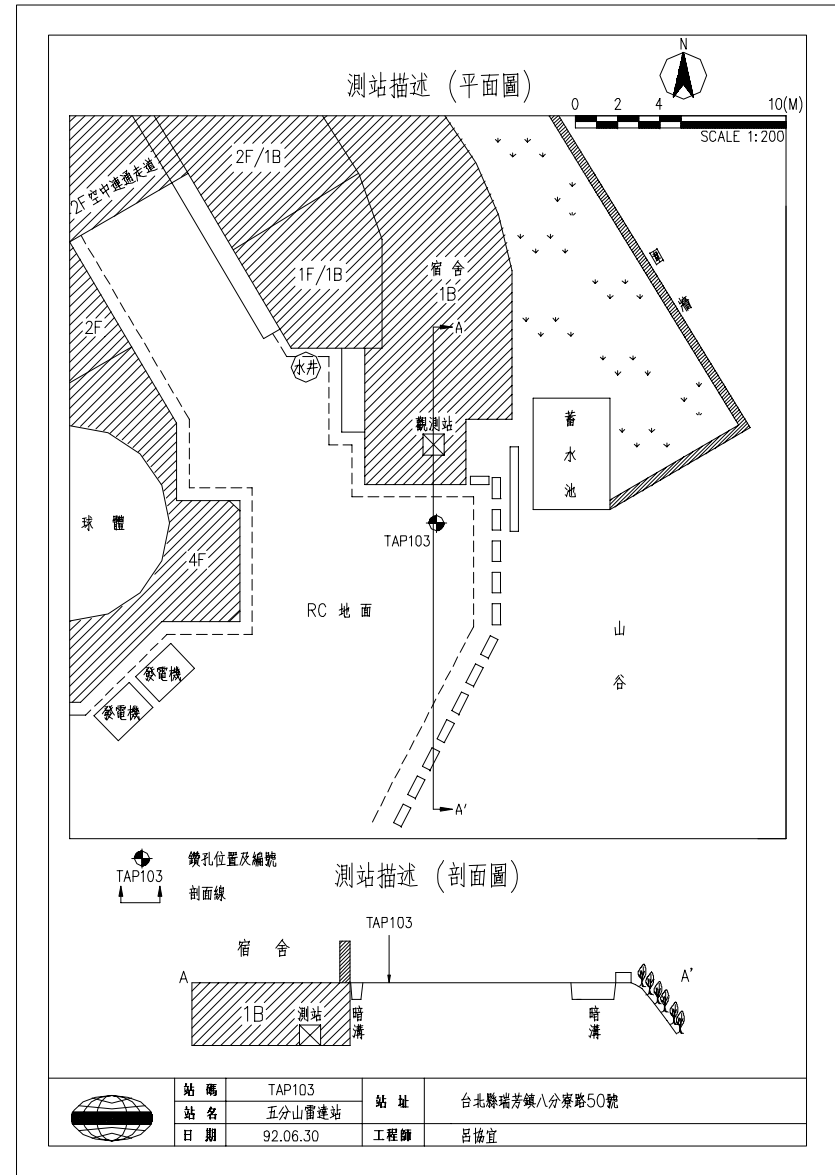 測站描述 (平面圖)
N
0 2 4 10(M)
SCALE 1:200
2F空中連通走道
2F/1B
1F/1B
宿舍
1B
圍牆
A
2F
水井
觀測站
蓄水池
球體
TAP103
4F
RC 地面
山谷
發電機
發電機
A'
鑽孔位置及編號
TAP103
剖面線
測站描述 (剖面圖)
TAP103
宿舍
A
A'
1B
測站
暗溝
暗溝
站碼 TAP103 站址 台北縣瑞芳鎮八分寮路50號
站名 五分山雷達站
日期 92.06.30 工程師 呂協宜